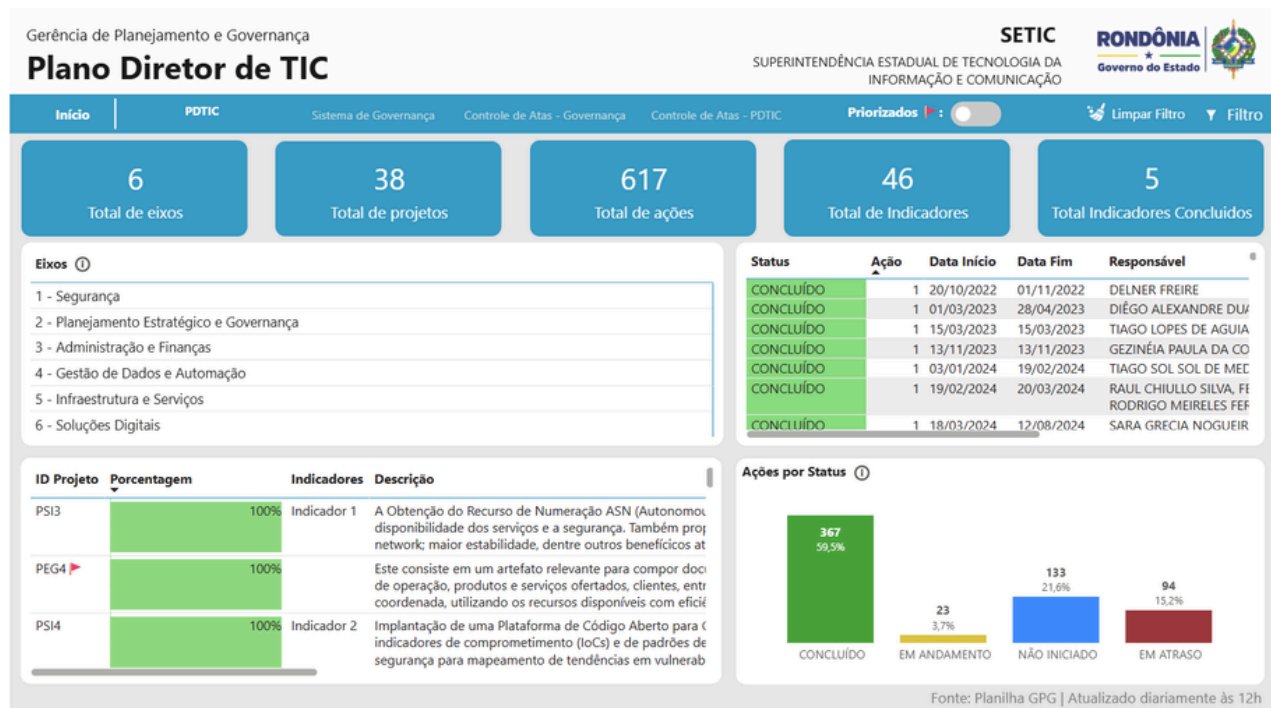 Gerência de Planejamento e Governança
Plano Diretor de TIC
SETIC
SUPERINTENDÊNCIA ESTADUAL DE TECNOLOGIA DA
INFORMAÇÃO E COMUNICAÇÃO
RONDÔNIA
Governo do Estado
Início
PDTIC
Sistema de Governança
Controle de Atas - Governança
Controle de Atas - PDTIC
Priorizados :
Limpar Filtro
Filtro
6
Total de eixos
38
Total de projetos
617
Total de ações
46
Total de Indicadores
5
Total Indicadores Concluidos
Eixos
1 - Segurança
2 - Planejamento Estratégico e Governança
3 - Administração e Finanças
4 - Gestão de Dados e Automação
5 - Infraestrutura e Serviços
6 - Soluções Digitais
Status Ação Data Início Data Fim Responsável
CONCLUÍDO 1 20/10/2022 01/11/2022 DELNER FREIRE
CONCLUÍDO 1 01/03/2023 28/04/2023 DIÊGO ALEXANDRE DUA
CONCLUÍDO 1 15/03/2023 15/03/2023 TIAGO LOPES DE AGUIA
CONCLUÍDO 1 13/11/2023 13/11/2023 GEZINÉIA PAULA DA CO
CONCLUÍDO 1 03/01/2024 19/02/2024 TIAGO SOL SOL DE MED
CONCLUÍDO 1 19/02/2024 20/03/2024 RAUL CHIULLO SILVA, FE
RODRIGO MEIRELES FER
CONCLUÍDO 1 18/03/2024 12/08/2024 SARA GRECIA NOGUEIR
ID Projeto Porcentagem Indicadores Descrição
PSI3 100% Indicador 1 A Obtenção do Recurso de Numeração ASN (Autonomou
disponibilidade dos serviços e a segurança. Também prop
network; maior estabilidade, dentre outros benefícicos at
PEG4 100% Este consiste em um artefato relevante para compor docu
de operação, produtos e serviços ofertados, clientes, entr
coordenada, utilizando os recursos disponíveis com eficiê
PSI4 100% Indicador 2 Implantação de uma Plataforma de Código Aberto para C
indicadores de comprometimento (IoCs) e de padrões de
segurança para mapeamento de tendências em vulnerab
Ações por Status
367
59,5%
23
3,7%
133
21,6%
94
15,2%
CONCLUÍDO
EM ANDAMENTO
NÃO INICIADO
EM ATRASO
Fonte: Planilha GPG | Atualizado diariamente às 12h